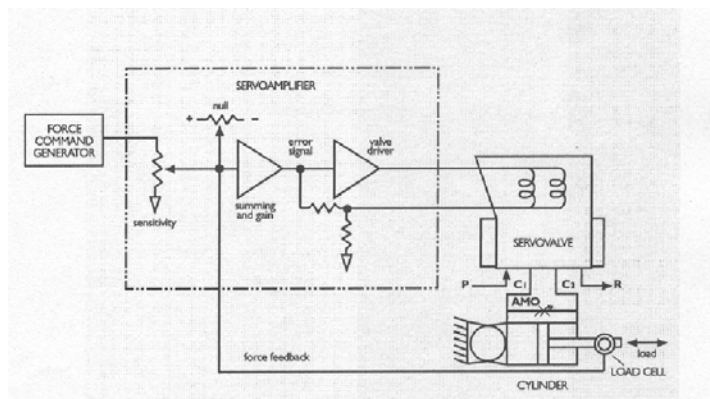 SERVOAMPLIFIER
null
+ −
FORCE
COMMAND
GENERATOR
error
signal
valve
driver
summing
and gain
sensitivity
SERVOVALVE
P C1 C2 R
AMO
force feedback
load
LOAD CELL
CYLINDER